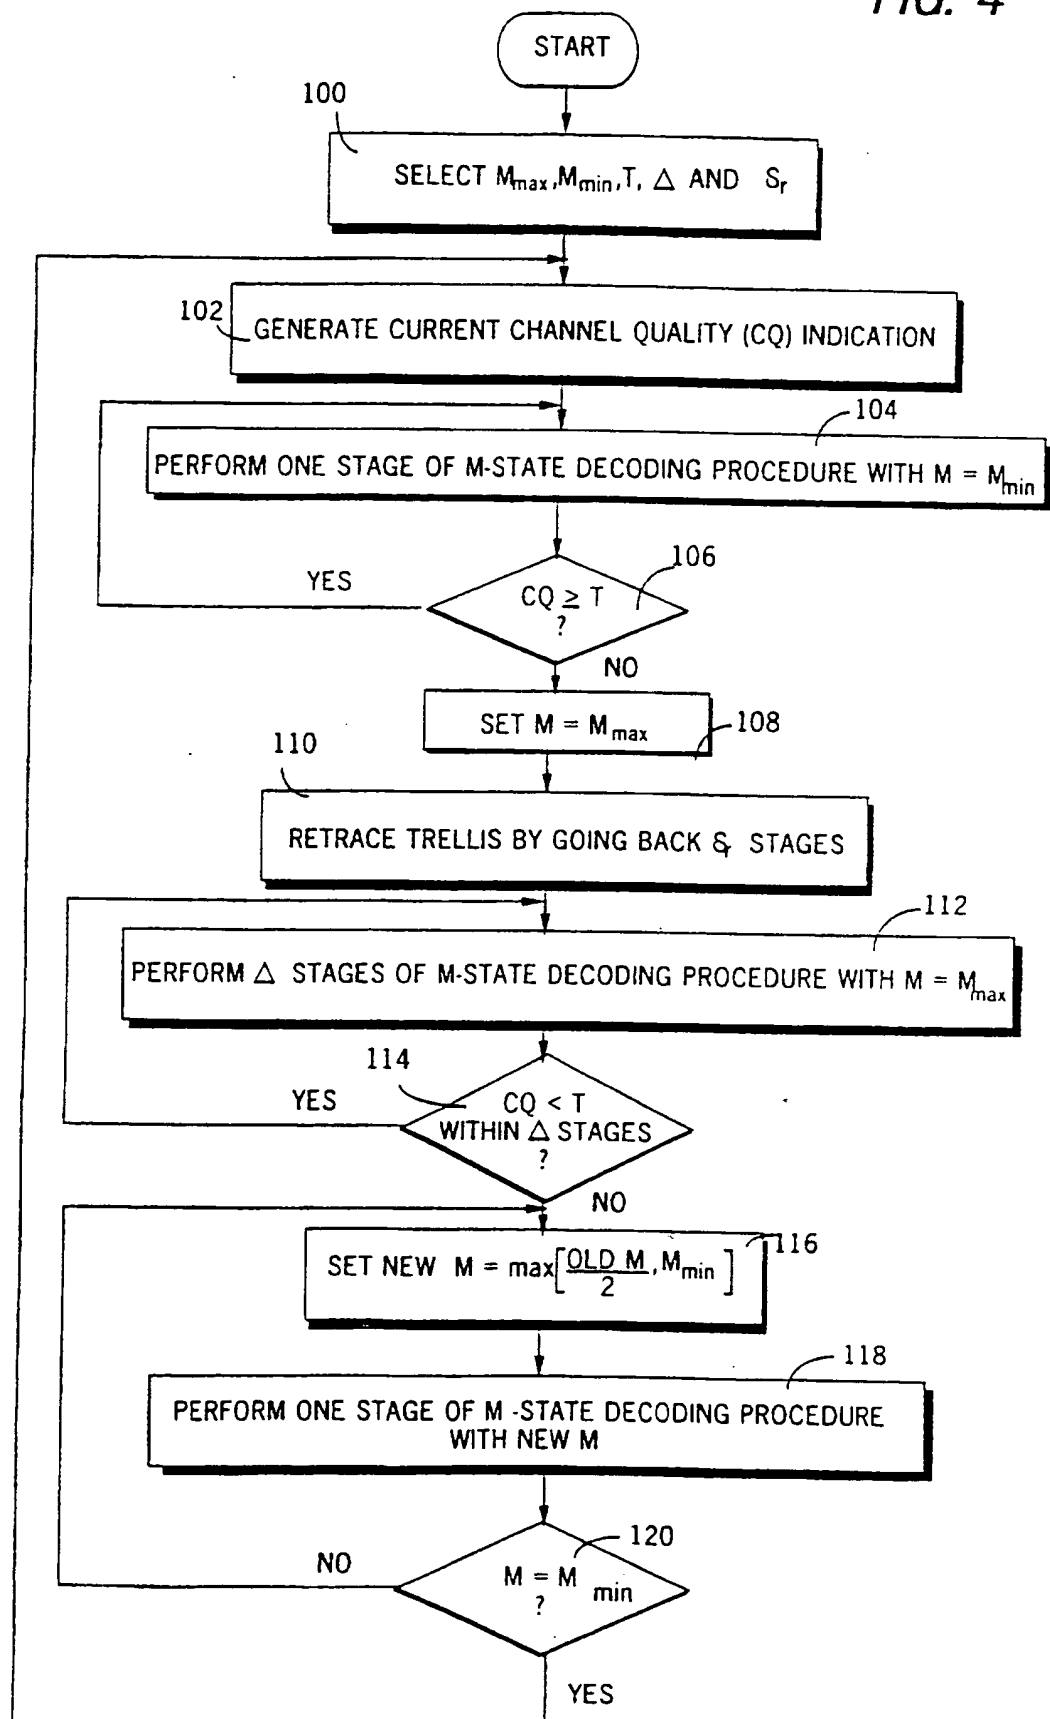 FIG. 4
START
100
SELECT Mmax, Mmin, T, Δ AND Sr
102
GENERATE CURRENT CHANNEL QUALITY (CQ) INDICATION
104
PERFORM ONE STAGE OF M-STATE DECODING PROCEDURE WITH M = Mmin
106
YES
CQ ≥ T
?
NO
SET M = Mmax
108
110
RETRACE TRELLIS BY GOING BACK & STAGES
112
PERFORM Δ STAGES OF M-STATE DECODING PROCEDURE WITH M = Mmax
114
YES
CQ < T
WITHIN Δ STAGES
?
NO
116
SET NEW M = max[OLD M/2, Mmin]
118
PERFORM ONE STAGE OF M-STATE DECODING PROCEDURE
WITH NEW M
120
NO
M = M min
?
YES